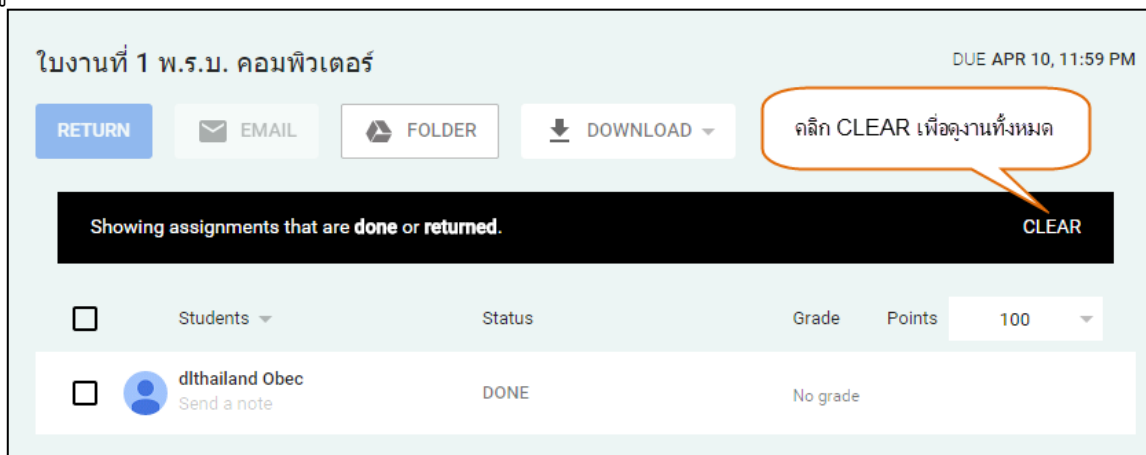 ใบงานที่ 1 พ.ร.บ. คอมพิวเตอร์
DUE APR 10, 11:59 PM
RETURN EMAIL FOLDER DOWNLOAD
คลิก CLEAR เพื่อดูงานทั้งหมด
Showing assignments that are done or returned. CLEAR
Students Status Grade Points 100
dlthailand Obec
Send a note
DONE
No grade